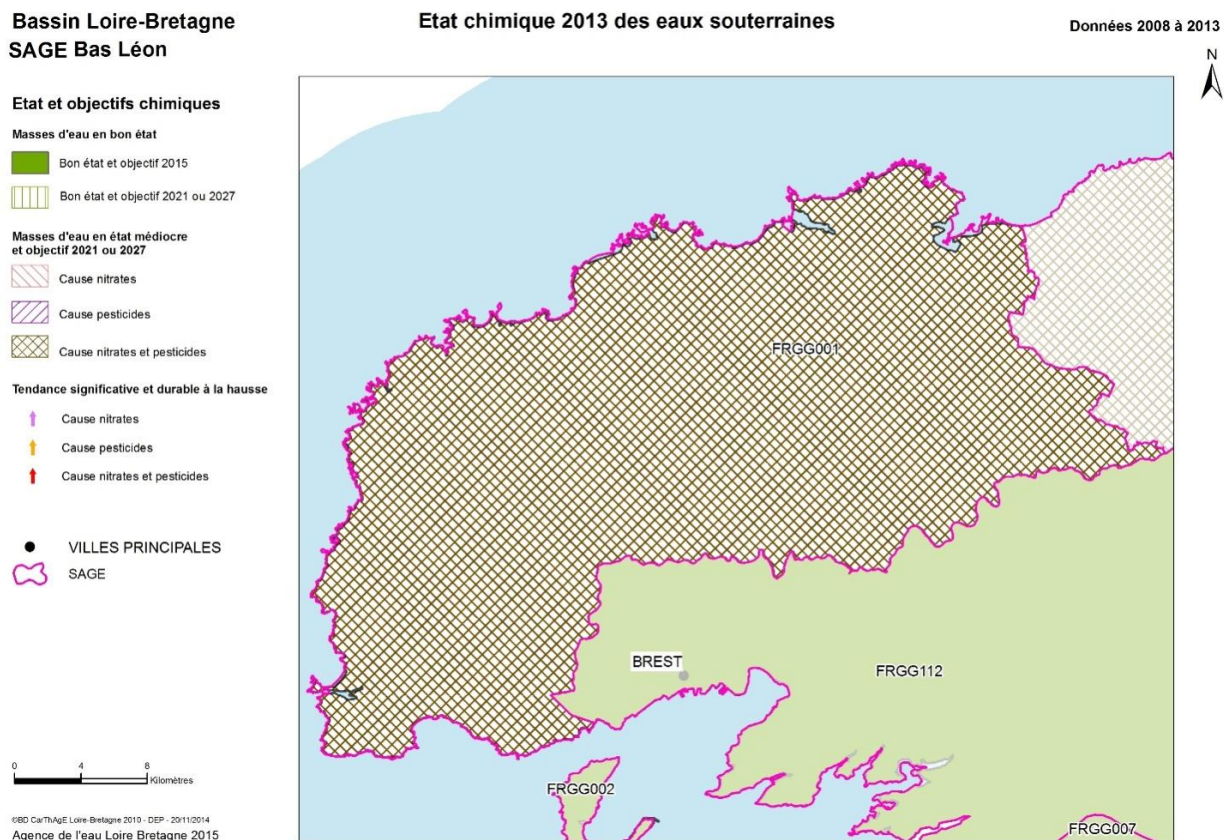 Bassin Loire-Bretagne
SAGE Bas Léon
Etat chimique 2013 des eaux souterraines
Données 2008 à 2013
N
Etat et objectifs chimiques
Masses d'eau en bon état
Bon état et objectif 2015
Bon état et objectif 2021 ou 2027
Masses d'eau en état médiocre
et objectif 2021 ou 2027
Cause nitrates
Cause pesticides
Cause nitrates et pesticides
Tendance significative et durable à la hausse
Cause nitrates
Cause pesticides
Cause nitrates et pesticides
VILLES PRINCIPALES
SAGE
FRGG001
BREST
FRGG112
FRGG002
FRGG007
0 4 8
Kilomètres
©BD CarThAgE Loire-Bretagne 2010 - DEP - 20/11/2014
Agence de l'eau Loire Bretagne 2015